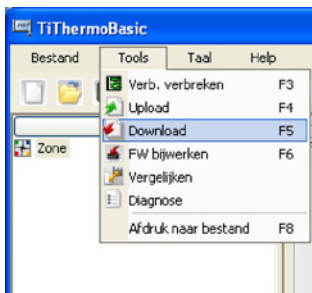 TiThermoBasic
Bestand Tools Taal Help
Verb. verbreken F3
Upload F4
Download F5
FW bijwerken F6
Vergelijken
Diagnose
Afdruk naar bestand F8
Zone